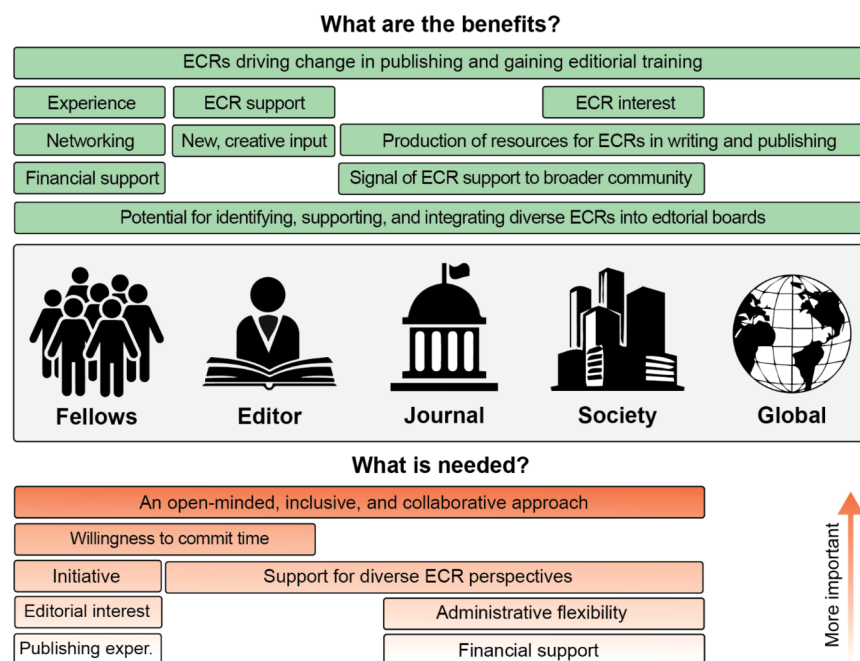 What are the benefits?
ECRs driving change in publishing and gaining editiorial training
Experience
ECR support
ECR interest
Networking
New, creative input
Production of resources for ECRs in writing and publishing
Financial support
Signal of ECR support to broader community
Potential for identifying, supporting, and integrating diverse ECRs into edtorial boards
Fellows
Editor
Journal
Society
Global
What is needed?
An open-minded, inclusive, and collaborative approach
Willingness to commit time
Initiative
Support for diverse ECR perspectives
Editorial interest
Administrative flexibility
Publishing exper.
Financial support
More important